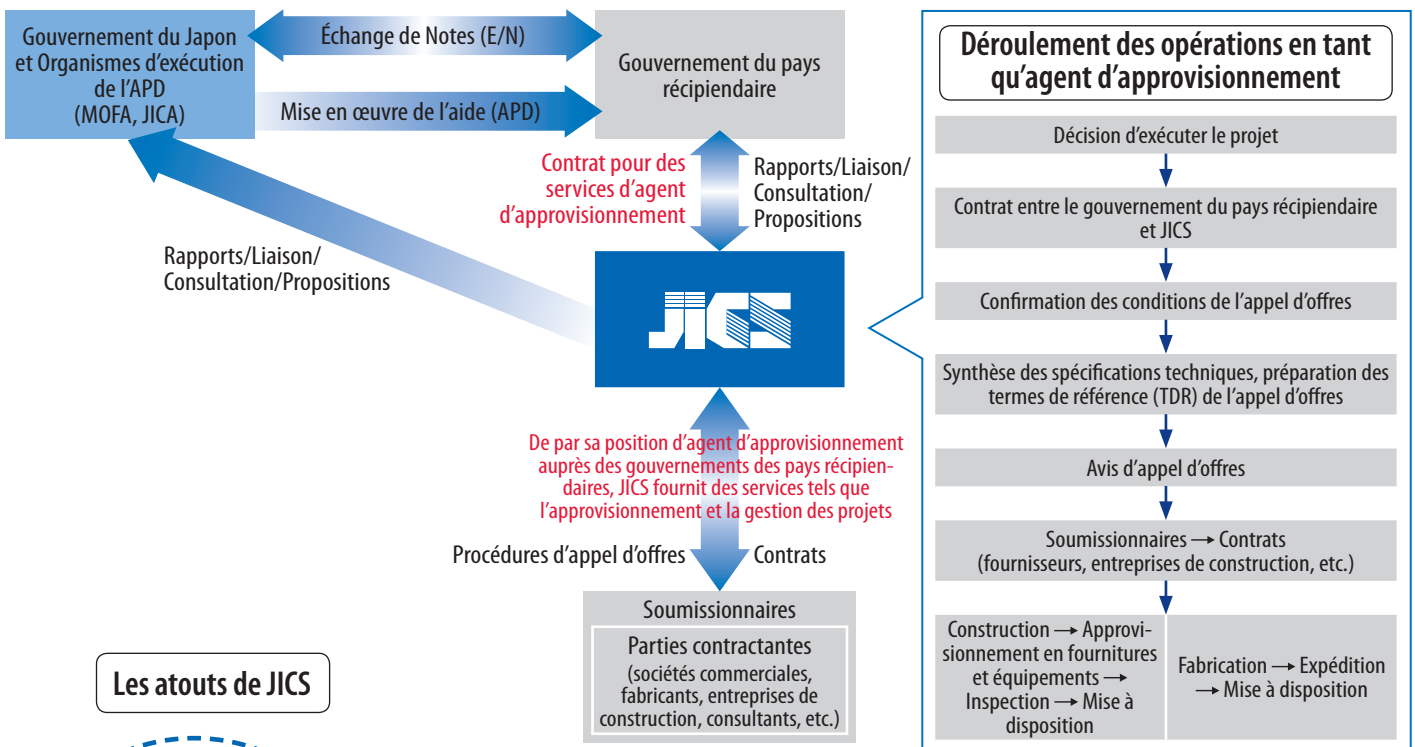 Gouvernement du Japon
et Organismes d'exécution
de l'APD
(MOFA, JICA)
Échange de Notes (E/N)
Mise en œuvre de l'aide (APD)
Gouvernement du pays
récipiendaire
Contrat pour des
services d'agent
d'approvisionnement
Rapports/Liaison/
Consultation/
Propositions
Rapports/Liaison/
Consultation/Propositions
JICS
De par sa position d'agent d'approvisionnement
auprès des gouvernements des pays récipien-
daires, JICS fournit des services tels que
l'approvisionnement et la gestion des projets
Procédures d'appel d'offres
Contrats
Soumissionnaires
Parties contractantes
(sociétés commerciales,
fabricants, entreprises de
construction, consultants, etc.)
Les atouts de JICS
Déroulement des opérations en tant
qu'agent d'approvisionnement
Décision d'exécuter le projet
Contrat entre le gouvernement du pays récipiendaire
et JICS
Confirmation des conditions de l'appel d'offres
Synthèse des spécifications techniques, préparation des
termes de référence (TDR) de l'appel d'offres
Avis d'appel d'offres
Soumissionnaires → Contrats
(fournisseurs, entreprises de construction, etc.)
Construction → Approvi-
sionnement en fournitures
et équipements →
Inspection → Mise à
disposition
Fabrication → Expédition
→ Mise à disposition